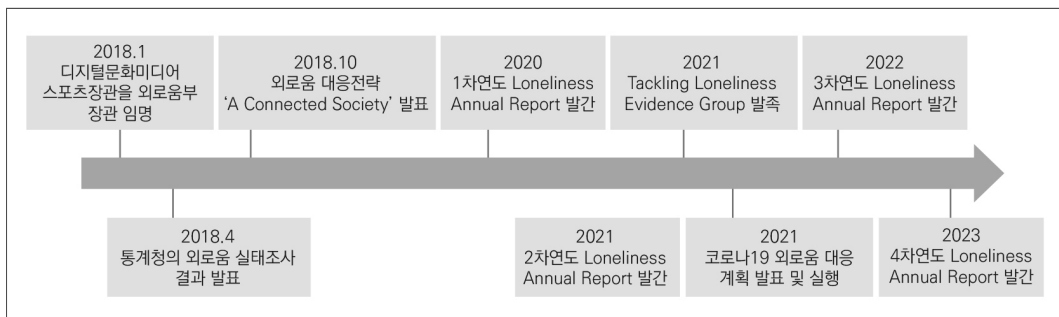 2018.1
디지털문화미디어
스포츠장관을 외로움부
장관 임명
2018.10
외로움 대응전략
‘A Connected Society’ 발표
2020
1차연도 Loneliness
Annual Report 발간
2021
Tackling Loneliness
Evidence Group 발족
2022
3차연도 Loneliness
Annual Report 발간
2018.4
통계청의 외로움 실태조사
결과 발표
2021
2차연도 Loneliness
Annual Report 발간
2021
코로나19 외로움 대응
계획 발표 및 실행
2023
4차연도 Loneliness
Annual Report 발간